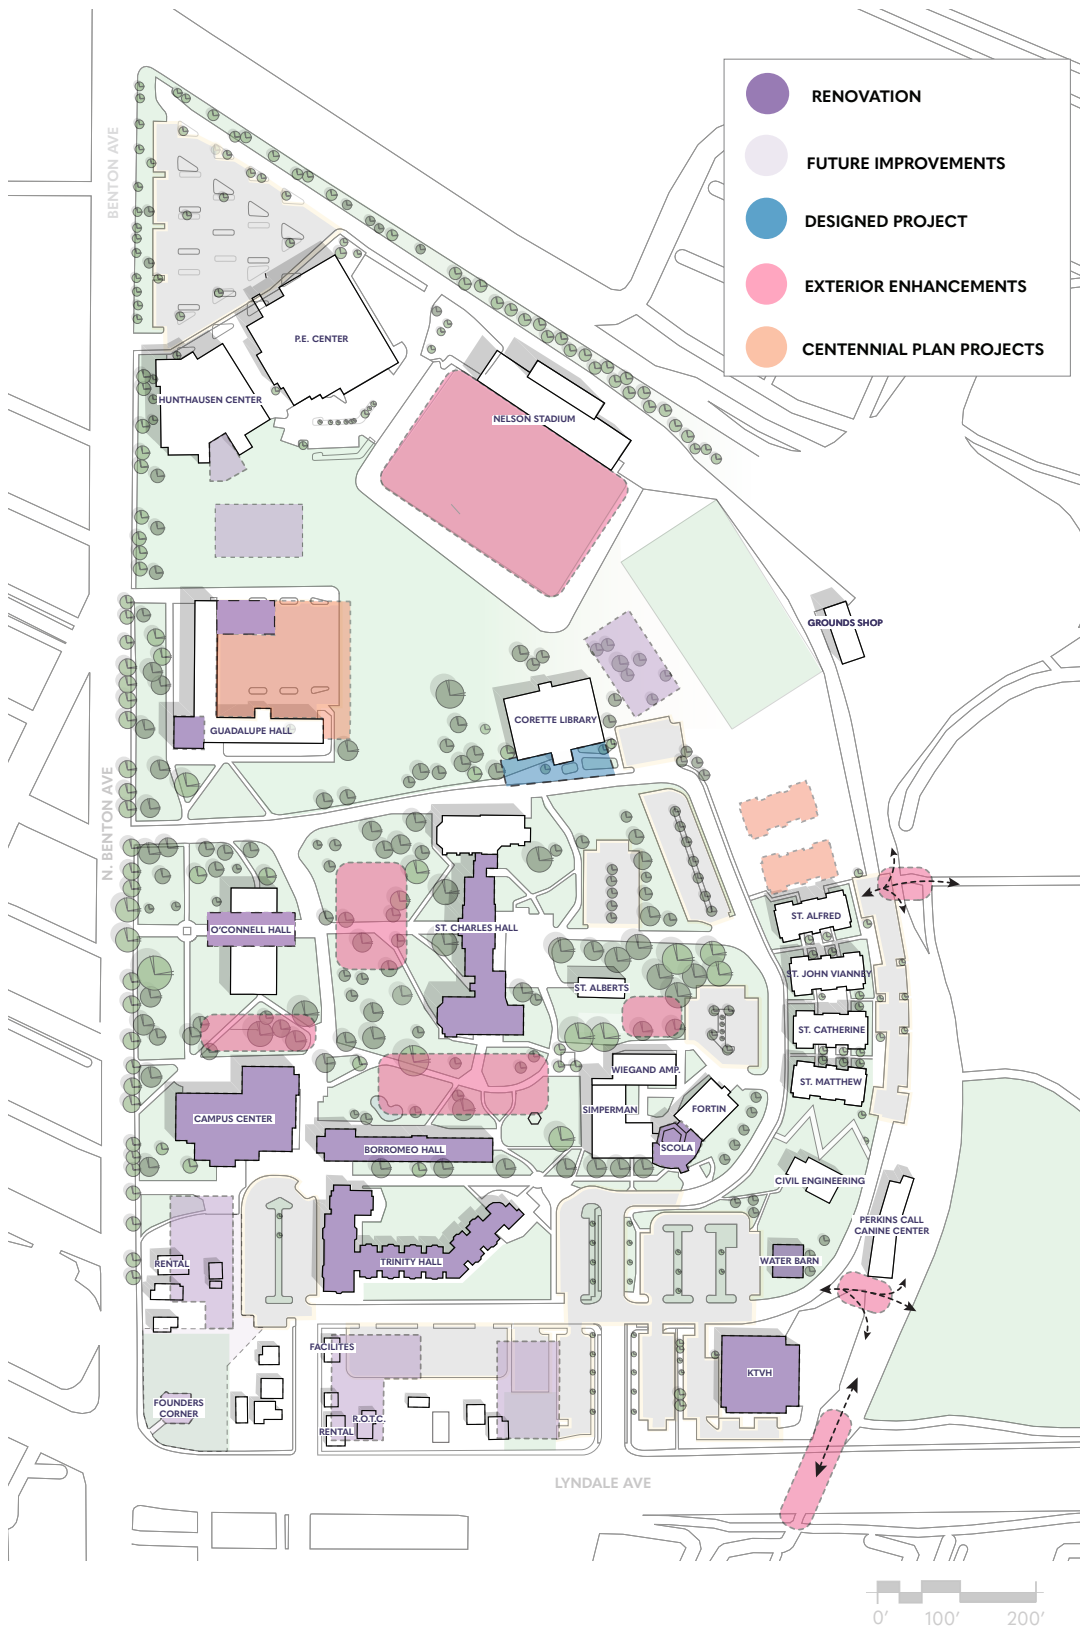 RENOVATION
FUTURE IMPROVEMENTS
DESIGNED PROJECT
EXTERIOR ENHANCEMENTS
CENTENNIAL PLAN PROJECTS
BENTON AVE
P.E. CENTER
HUNTHAUSEN CENTER
NELSON STADIUM
GROUNDS SHOP
CORETTE LIBRARY
GUADALUPE HALL
N. BENTON AVE
ST. ALFRED
O'CONNELL HALL
ST. CHARLES HALL
ST. JOHN VIANNEY
ST. ALBERTS
ST. CATHERINE
WIEGAND AMP.
ST. MATTHEW
SIMPERMAN
FORTIN
CAMPUS CENTER
BORROMEO HALL
SCOLA
CIVIL ENGINEERING
PERKINS CALL
CANINE CENTER
RENTAL
TRINITY HALL
WATER BARN
FACILITES
KTVH
FOUNDERS
CORNER
R.O.T.C.
RENTAL
LYNDALE AVE
0'
100'
200'